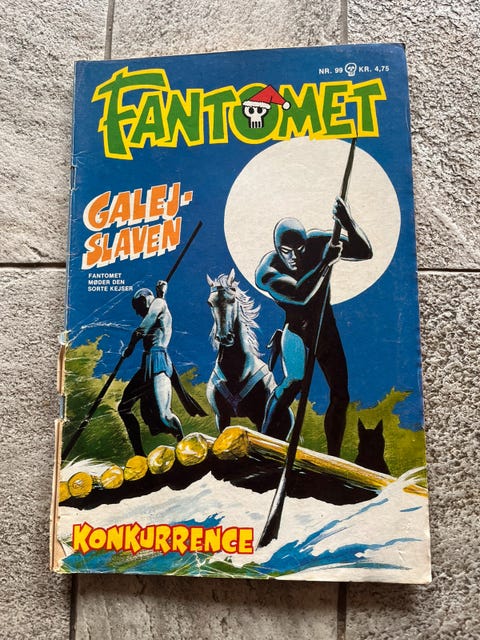 NR. 99 KR. 4,75
FANTOMET
GALEJ-
SLAVEN
FANTOMET
MØDER DEN
SORTE KEJSER
KONKURRENCE